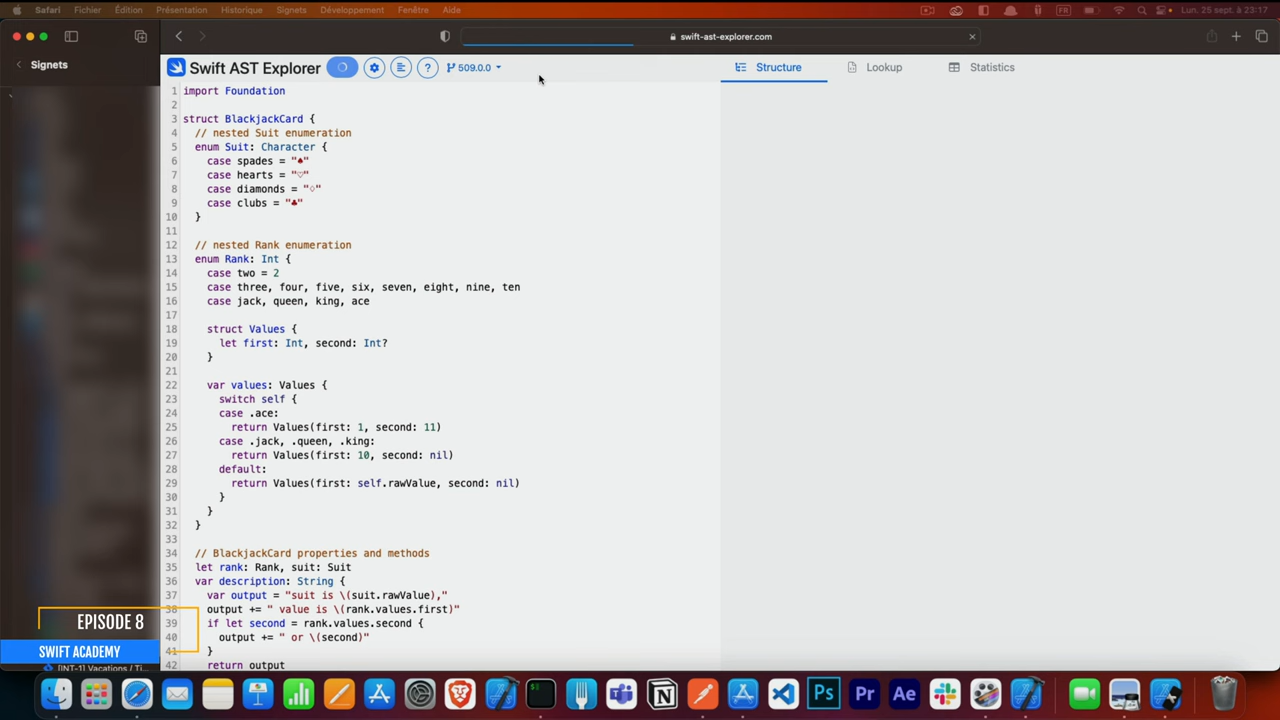 Safari Fichier Édition Présentation Historique Signets Développement Fenêtre Aide FR Lun. 25 sept. à 23:17
swift-ast-explorer.com
Signets
Swift AST Explorer ? 509.0.0 Structure Lookup Statistics
1 import Foundation
2
3 struct BlackjackCard {
4 // nested Suit enumeration
5 enum Suit: Character {
6 case spades = "♠"
7 case hearts = "♡"
8 case diamonds = "♢"
9 case clubs = "♣"
10 }
11
12 // nested Rank enumeration
13 enum Rank: Int {
14 case two = 2
15 case three, four, five, six, seven, eight, nine, ten
16 case jack, queen, king, ace
17
18 struct Values {
19 let first: Int, second: Int?
20 }
21
22 var values: Values {
23 switch self {
24 case .ace:
25 return Values(first: 1, second: 11)
26 case .jack, .queen, .king:
27 return Values(first: 10, second: nil)
28 default:
29 return Values(first: self.rawValue, second: nil)
30 }
31 }
32 }
33
34 // BlackjackCard properties and methods
35 let rank: Rank, suit: Suit
36 var description: String {
37 var output = "suit is \(suit.rawValue),"
38 output += " value is \(rank.values.first)"
39 if let second = rank.values.second {
40 output += " or \(second)"
41 }
42 return output
EPISODE 8
SWIFT ACADEMY
[INT-1] Vacations / Ti...
Ps Pr Ae